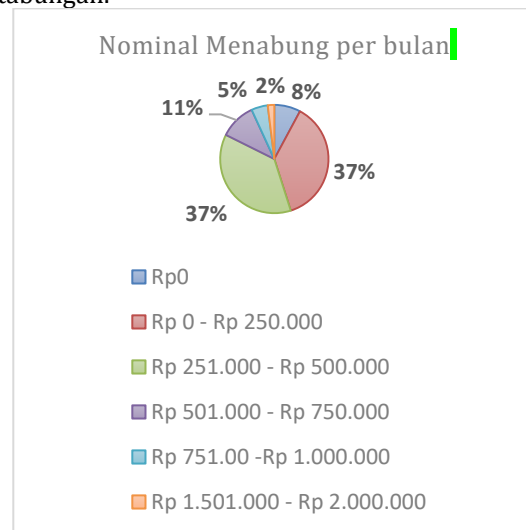 tabungan.
Nominal Menabung per bulan
5% 2% 8%
11%
37%
37%
Rp0
Rp 0 - Rp 250.000
Rp 251.000 - Rp 500.000
Rp 501.000 - Rp 750.000
Rp 751.00 -Rp 1.000.000
Rp 1.501.000 - Rp 2.000.000